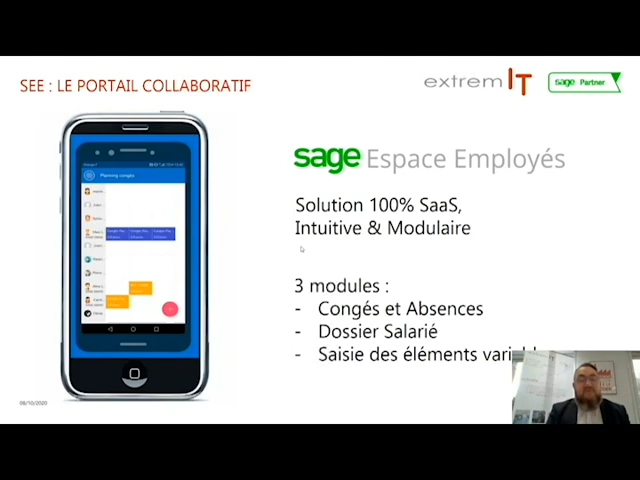 SEE : LE PORTAIL COLLABORATIF
extrem IT
sage Partner
Planning congés
sage Espace Employés
Solution 100% SaaS,
Intuitive & Modulaire
3 modules :
- Congés et Absences
- Dossier Salarié
- Saisie des éléments
08/10/2020